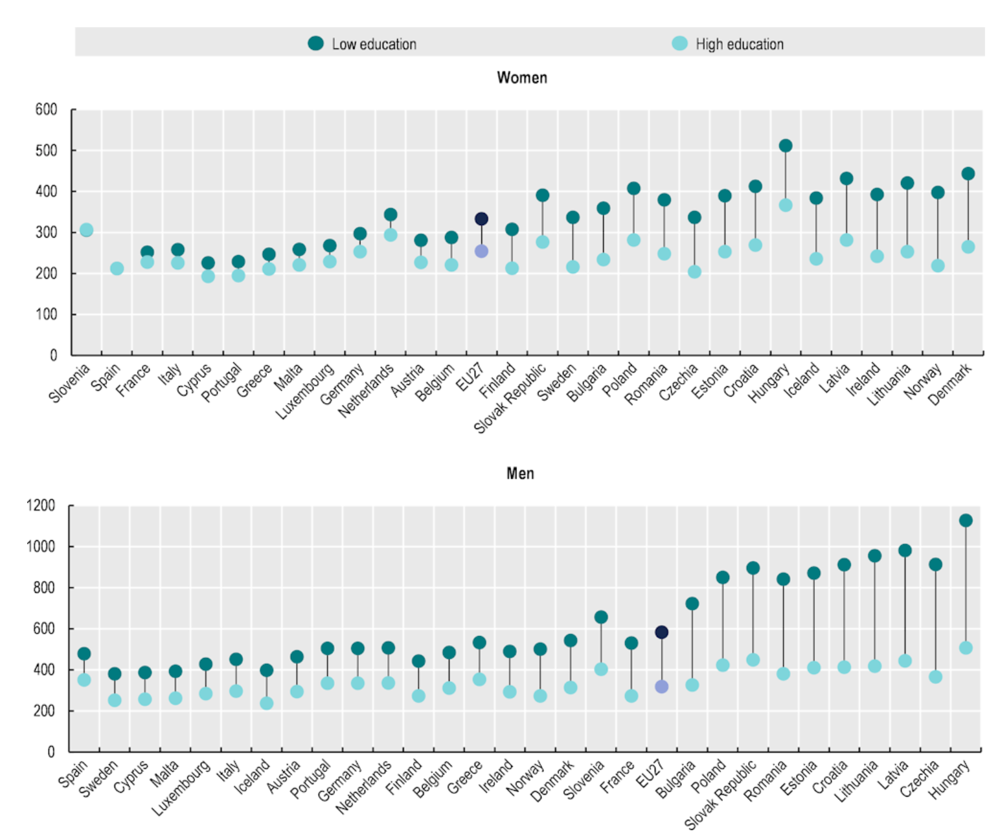 Low education
High education
Women
600
500
400
300
200
100
0
Slovenia
Spain
France
Italy
Cyprus
Portugal
Greece
Malta
Luxembourg
Germany
Netherlands
Austria
Belgium
EU27
Finland
Slovak Republic
Sweden
Bulgaria
Poland
Romania
Czechia
Estonia
Croatia
Hungary
Iceland
Latvia
Ireland
Lithuania
Norway
Denmark
Men
1200
1000
800
600
400
200
0
Spain
Sweden
Cyprus
Malta
Luxembourg
Italy
Iceland
Austria
Portugal
Germany
Netherlands
Finland
Belgium
Greece
Ireland
Norway
Denmark
Slovenia
France
EU27
Bulgaria
Poland
Slovak Republic
Romania
Estonia
Croatia
Lithuania
Latvia
Czechia
Hungary